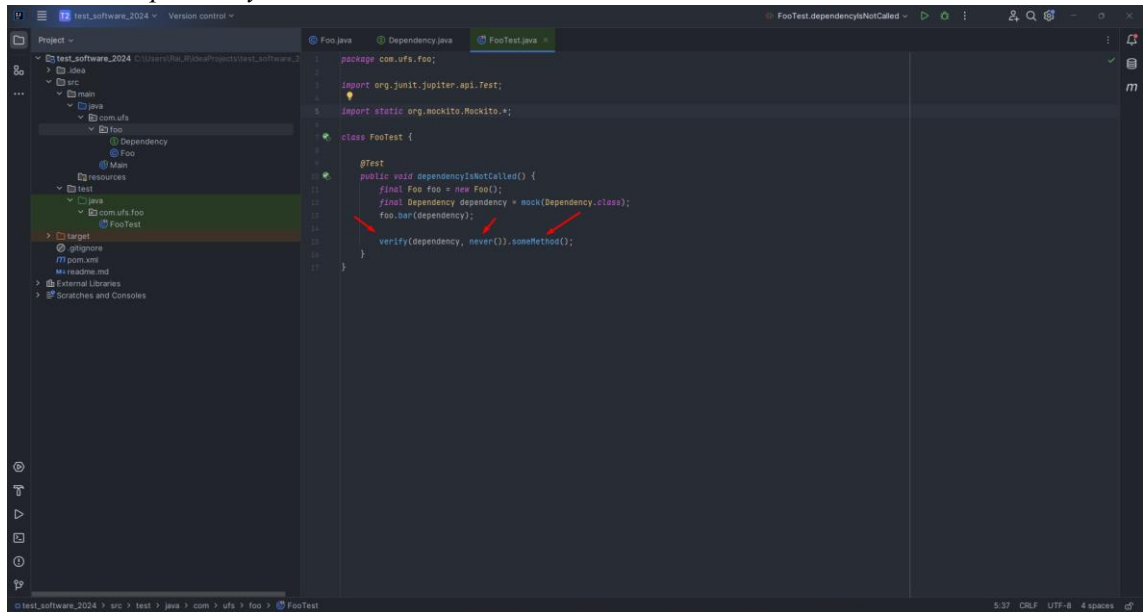 T2 test_software_2024 Version control
FooTest.dependencyIsNotCalled
Project
Foo.java Dependency.java FooTest.java
test_software_2024
.idea
src
main
java
com.ufs
foo
Dependency
Foo
Main
resources
test
java
com.ufs.foo
FooTest
target
.gitignore
pom.xml
readme.md
External Libraries
Scratches and Consoles
1 package com.ufs.foo;
2
3 import org.junit.jupiter.api.Test;
4
5 import static org.mockito.Mockito.*;
6
7 class FooTest {
8
9 @Test
10 public void dependencyIsNotCalled() {
11 final Foo foo = new Foo();
12 final Dependency dependency = mock(Dependency.class);
13 foo.bar(dependency);
14
15 verify(dependency, never()).someMethod();
16 }
17 }
test_software_2024 > src > test > java > com > ufs > foo > FooTest
5:37 CRLF UTF-8 4 spaces